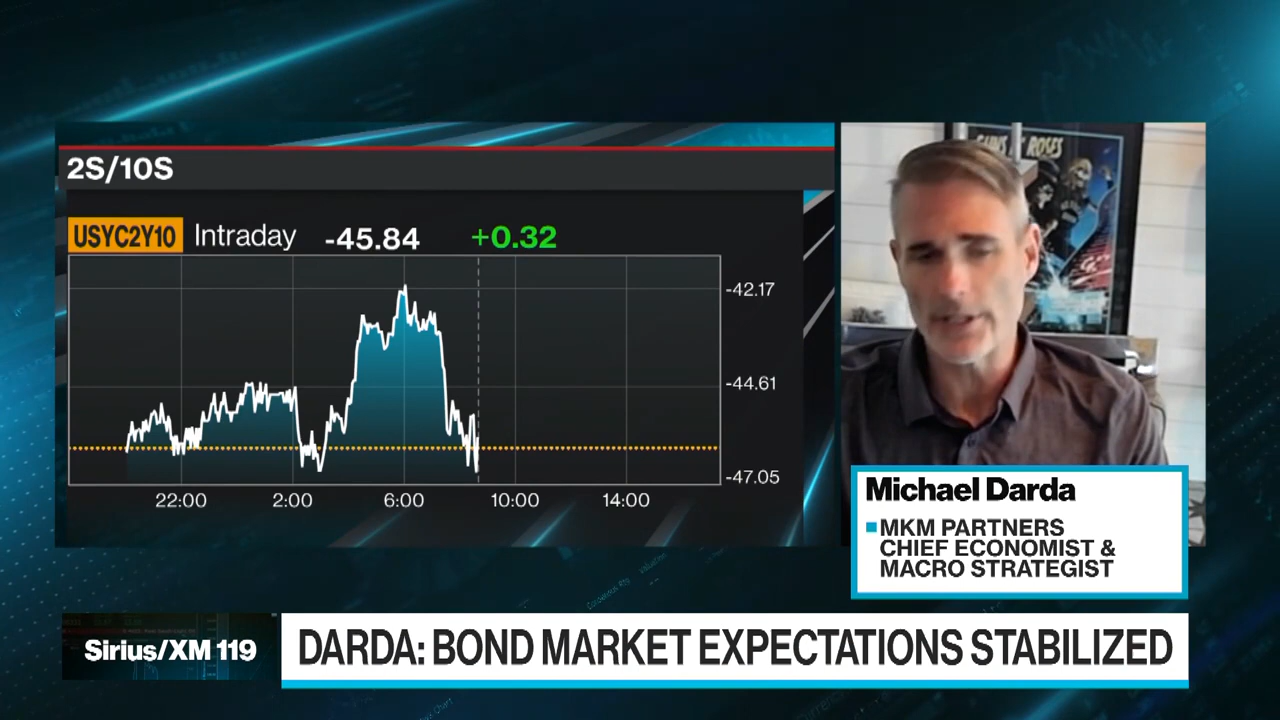 2S/10S
USYC2Y10 Intraday -45.84 +0.32
-42.17
-44.61
-47.05
22:00 2:00 6:00 10:00 14:00
GUNS N' ROSES
Michael Darda
MKM PARTNERS
CHIEF ECONOMIST &
MACRO STRATEGIST
Sirius/XM 119
DARDA: BOND MARKET EXPECTATIONS STABILIZED